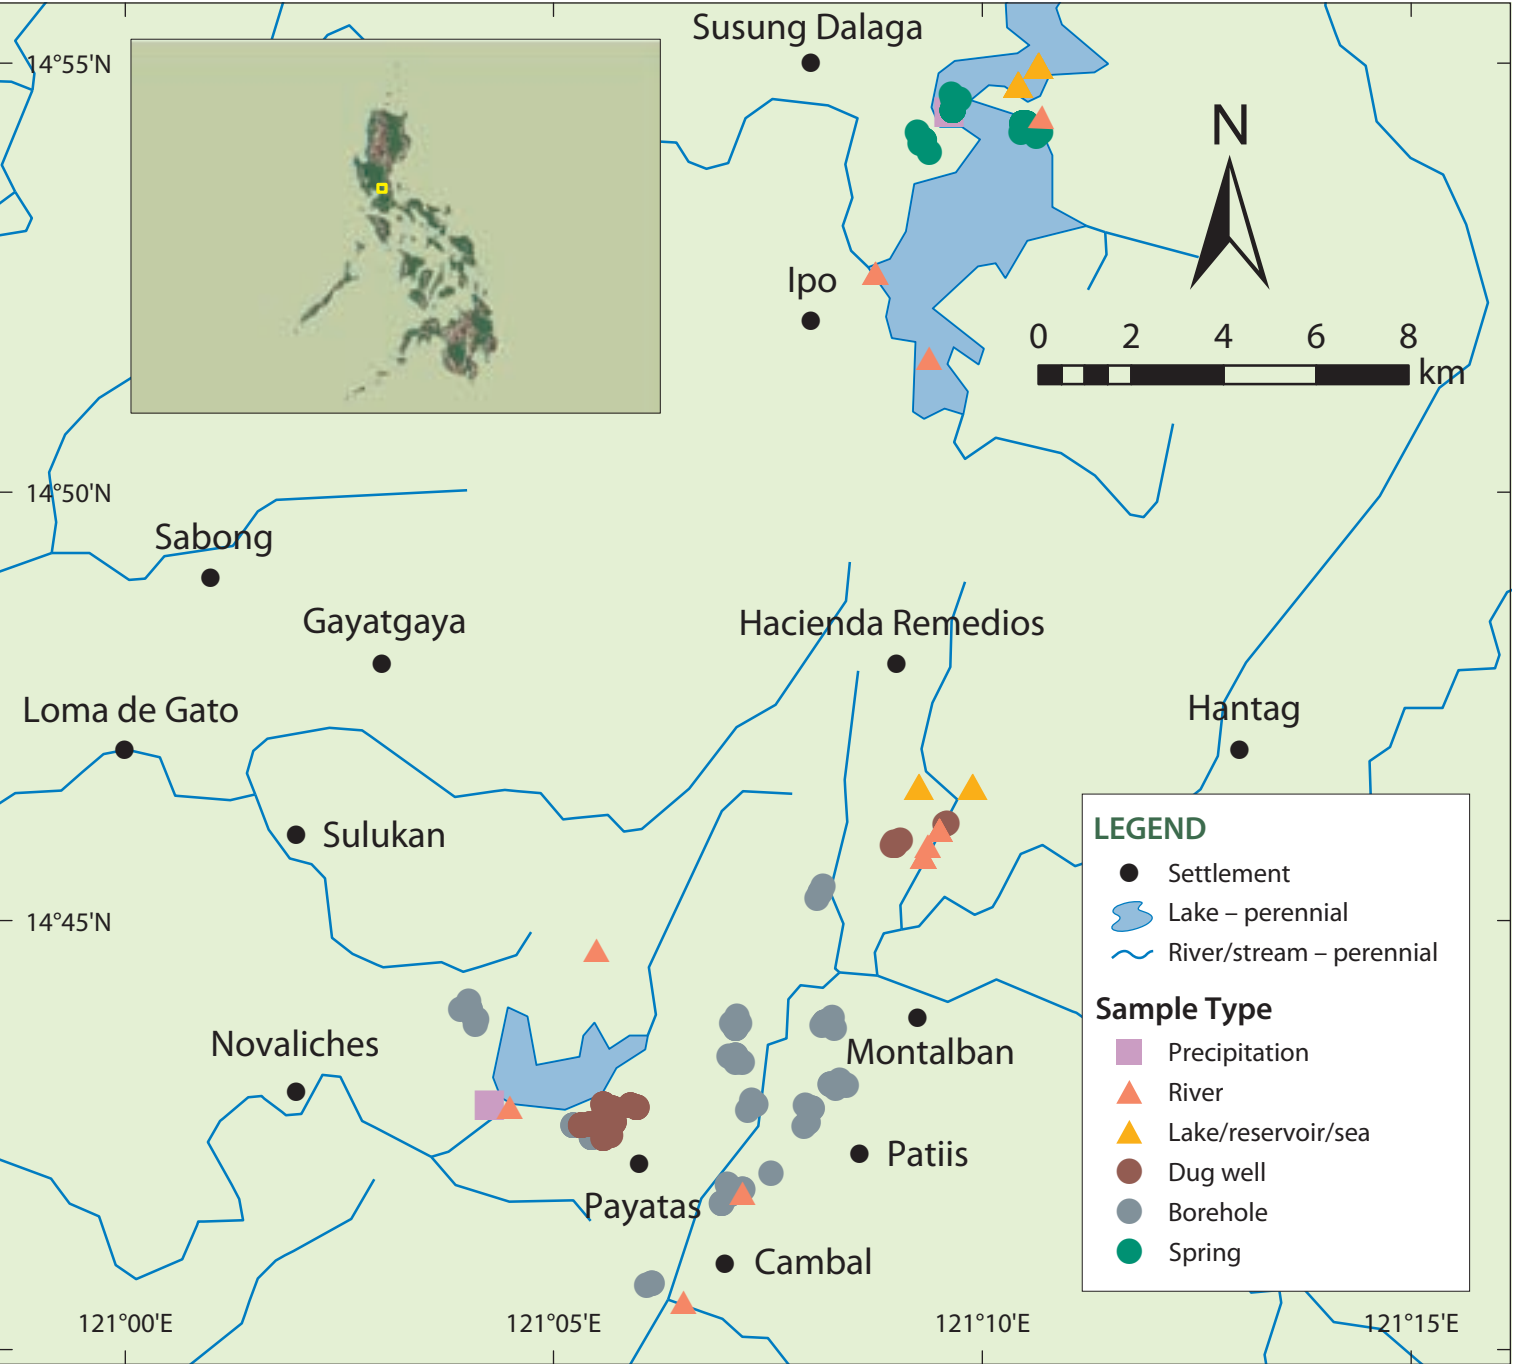 Susung Dalaga
14°55'N
N
Ipo
0 2 4 6 8
km
14°50'N
Sabong
Gayatgaya
Hacienda Remedios
Loma de Gato
Hantag
Sulukan
LEGEND
Settlement
Lake – perennial
River/stream – perennial
14°45'N
Sample Type
Novaliches
Montalban
Precipitation
River
Lake/reservoir/sea
Patiis
Dug well
Payatas
Borehole
Cambal
Spring
121°00'E 121°05'E 121°10'E 121°15'E